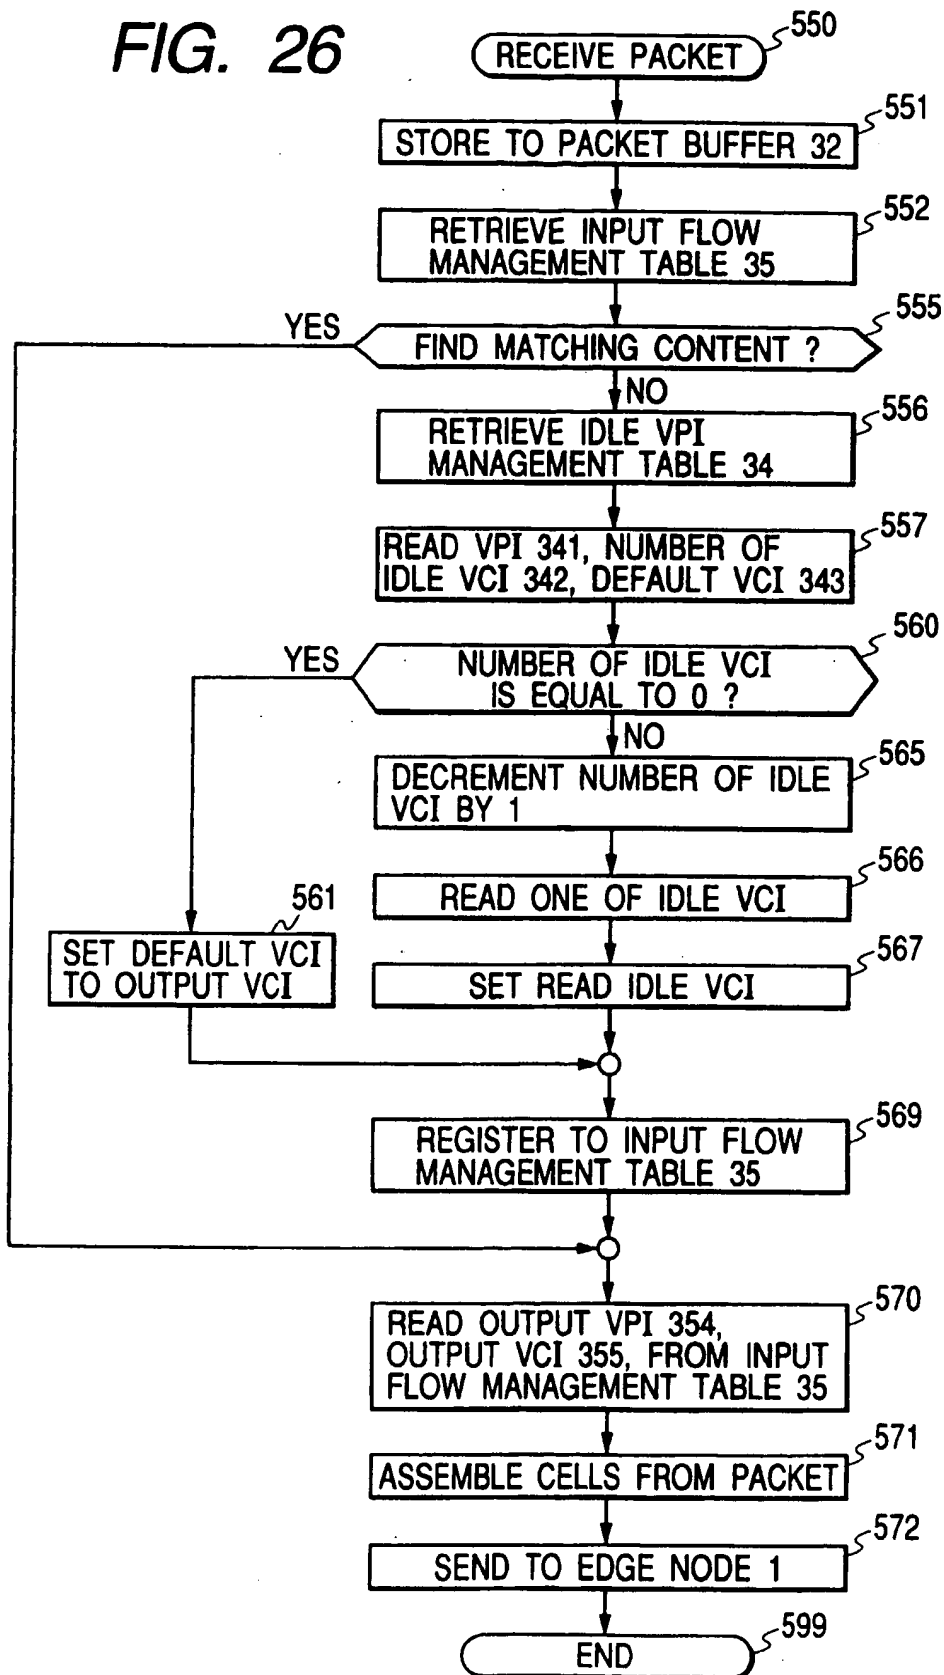 FIG. 26
550
RECEIVE PACKET
551
STORE TO PACKET BUFFER 32
552
RETRIEVE INPUT FLOW
MANAGEMENT TABLE 35
555
YES
FIND MATCHING CONTENT ?
NO
556
RETRIEVE IDLE VPI
MANAGEMENT TABLE 34
557
READ VPI 341, NUMBER OF
IDLE VCI 342, DEFAULT VCI 343
560
YES
NUMBER OF IDLE VCI
IS EQUAL TO 0 ?
NO
565
DECREMENT NUMBER OF IDLE
VCI BY 1
566
READ ONE OF IDLE VCI
561
SET DEFAULT VCI
TO OUTPUT VCI
567
SET READ IDLE VCI
569
REGISTER TO INPUT FLOW
MANAGEMENT TABLE 35
570
READ OUTPUT VPI 354,
OUTPUT VCI 355, FROM INPUT
FLOW MANAGEMENT TABLE 35
571
ASSEMBLE CELLS FROM PACKET
572
SEND TO EDGE NODE 1
599
END